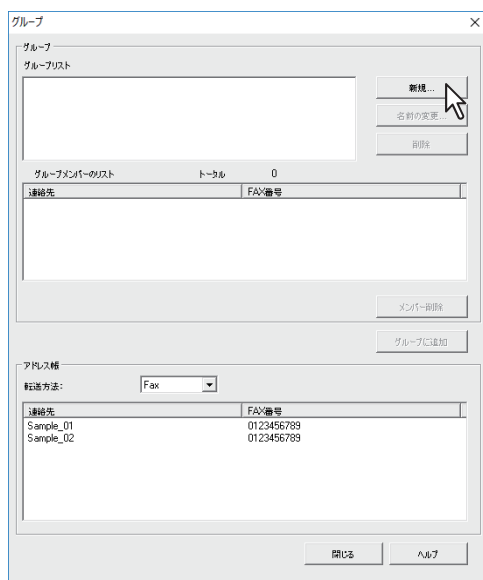 グループ
グループ
グループリスト
新規...
名前の変更...
削除
グループメンバーのリスト トータル 0
連絡先 FAX番号
メンバー削除
グループに追加
アドレス帳
転送方法: Fax
連絡先 FAX番号
Sample_01 0123456789
Sample_02 0123456789
閉じる ヘルプ